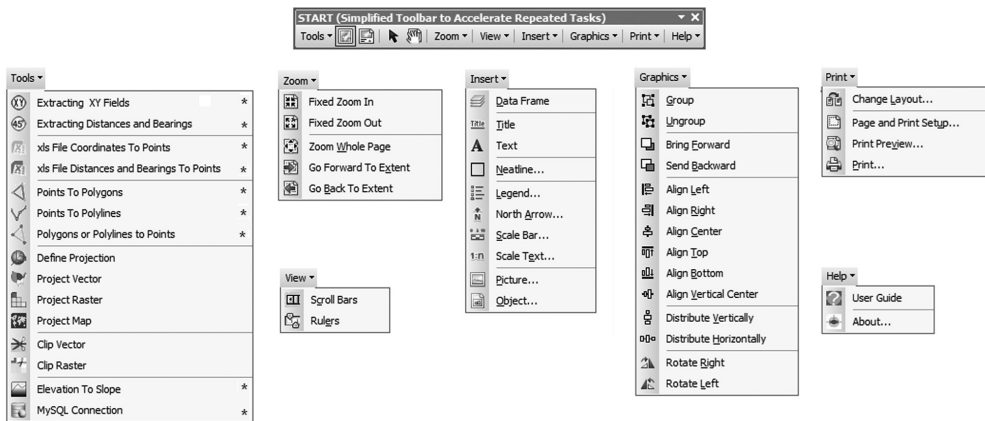 START (Simplified Toolbar to Accelerate Repeated Tasks)
Tools Zoom View Insert Graphics Print Help
Tools
XY Extracting XY Fields *
45° Extracting Distances and Bearings *
xls File Coordinates To Points *
xls File Distances and Bearings To Points *
Points To Polygons *
Points To Polylines *
Polygons or Polylines to Points *
Define Projection
Project Vector
Project Raster
Project Map
Clip Vector
Clip Raster
Elevation To Slope *
MySQL Connection *
Zoom
Fixed Zoom In
Fixed Zoom Out
Zoom Whole Page
Go Forward To Extent
Go Back To Extent
View
Scroll Bars
Rulers
Insert
Data Frame
Title Title
A Text
Neatline...
Legend...
N North Arrow...
Scale Bar...
1:n Scale Text...
Picture...
Object...
Graphics
Group
Ungroup
Bring Forward
Send Backward
Align Left
Align Right
Align Center
Align Top
Align Bottom
Align Vertical Center
Distribute Vertically
Distribute Horizontally
Rotate Right
Rotate Left
Print
Change Layout...
Page and Print Setup...
Print Preview...
Print...
Help
User Guide
About...